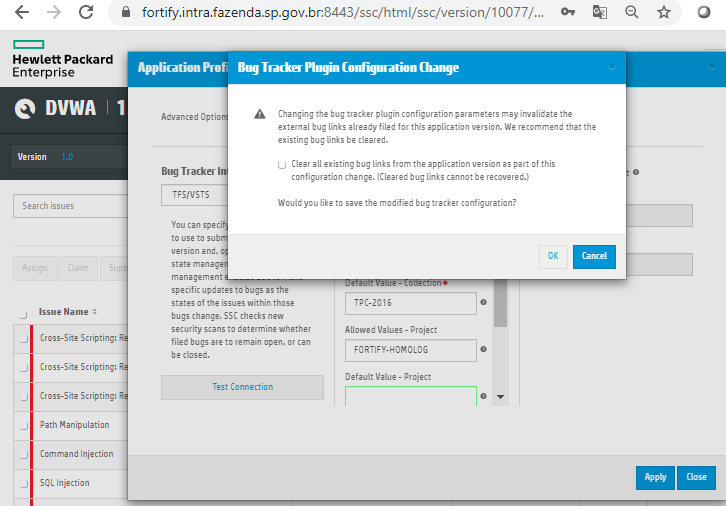 fortify.intra.fazenda.sp.gov.br:8443/ssc/html/ssc/version/10077/...
Hewlett Packard
Enterprise
Application Profi
Bug Tracker Plugin Configuration Change
DVWA | 1
Version 1.0
Search issues
Assign
Claim
Supp
Issue Name
Cross-Site Scripting: Re
Cross-Site Scripting: Re
Cross-Site Scripting: Re
Path Manipulation
Command Injection
SQL Injection
Advanced Options
Changing the bug tracker plugin configuration parameters may invalidate the
external bug links already filed for this application version. We recommend that the
existing bug links be cleared.
Clear all existing bug links from the application version as part of this
configuration change. (Cleared bug links cannot be recovered.)
Would you like to save the modified bug tracker configuration?
OK
Cancel
Bug Tracker Int
TFS/VSTS
You can specify
to use to subm
version and, op
state manage
specific updates to bugs as the
states of the issues within those
bugs change. SSC checks new
security scans to determine whether
filed bugs are to remain open, or can
be closed.
Test Connection
Default Value - Collection*
TPC-2016
Allowed Values - Project
FORTIFY-HOMOLOG
Default Value - Project
Apply
Close